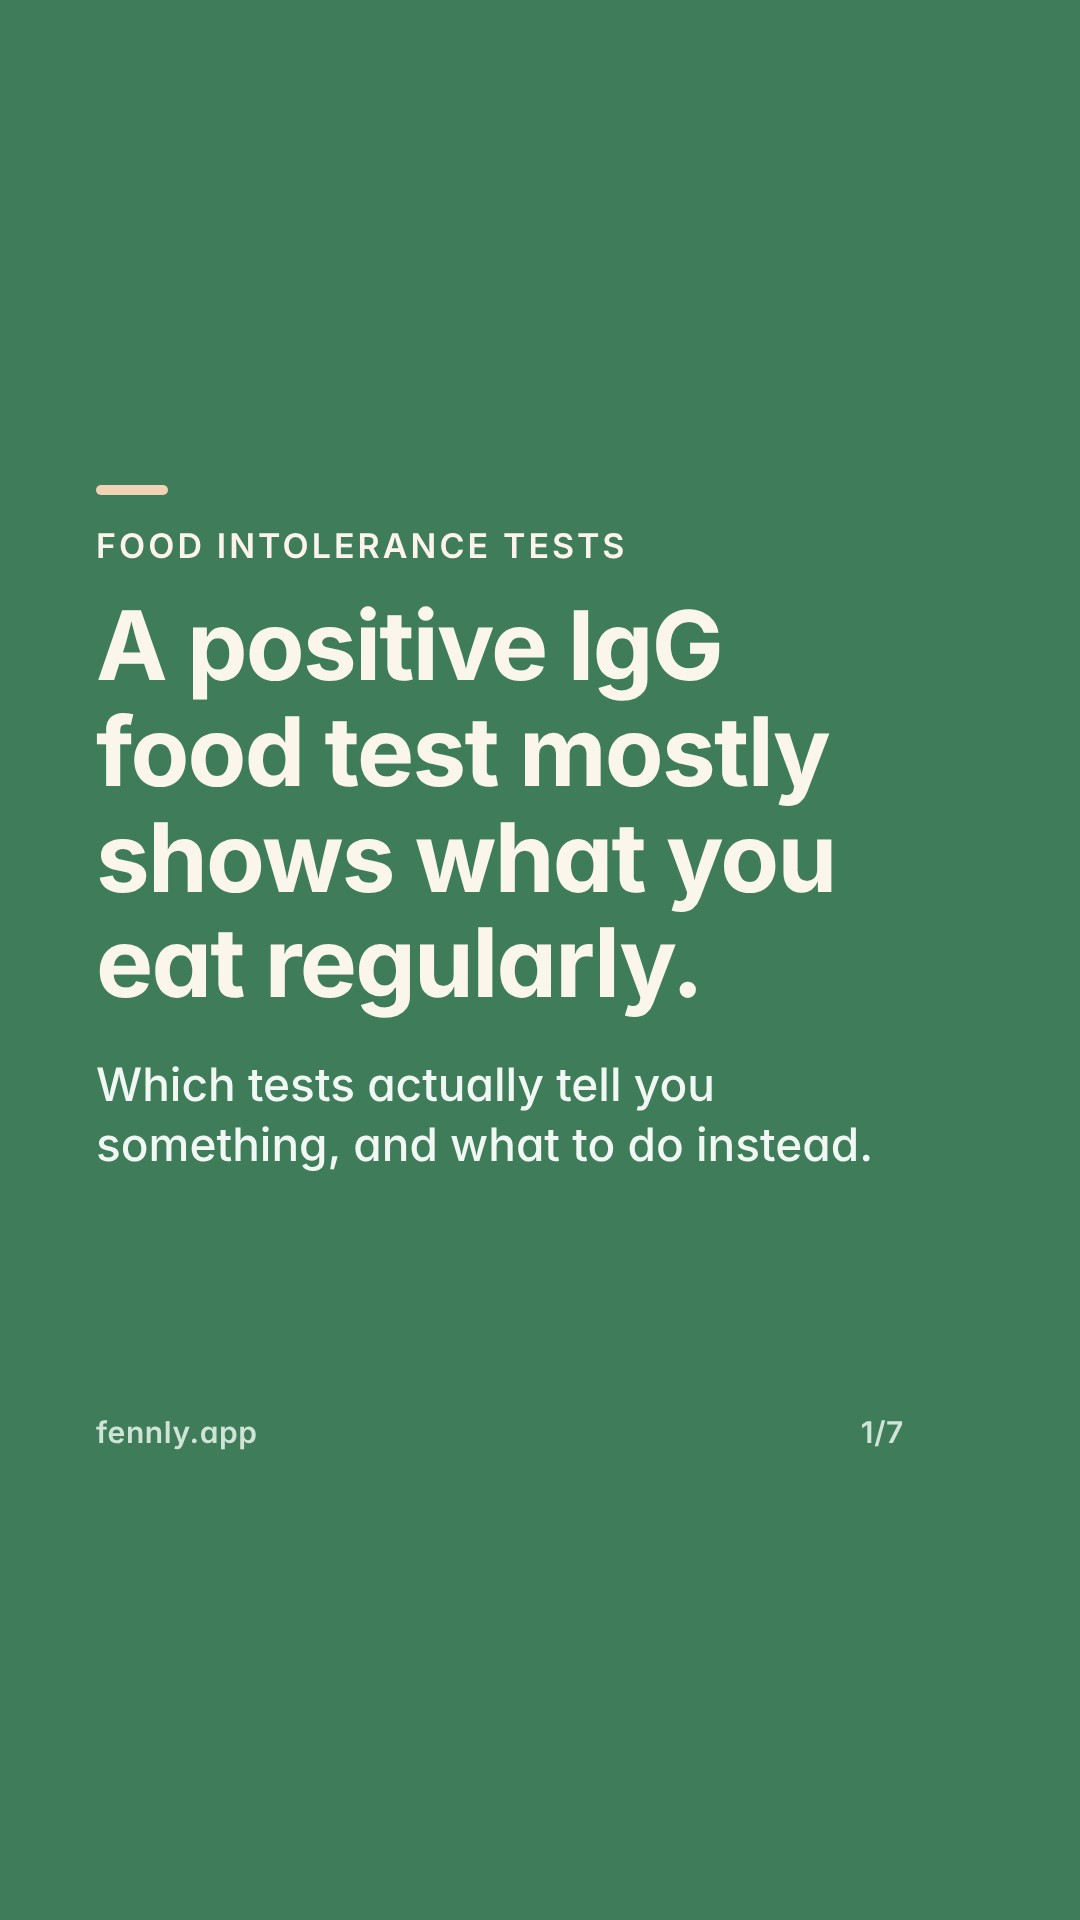 FOOD INTOLERANCE TESTS
A positive IgG
food test mostly
shows what you
eat regularly.
Which tests actually tell you
something, and what to do instead.
fennly.app
1/7